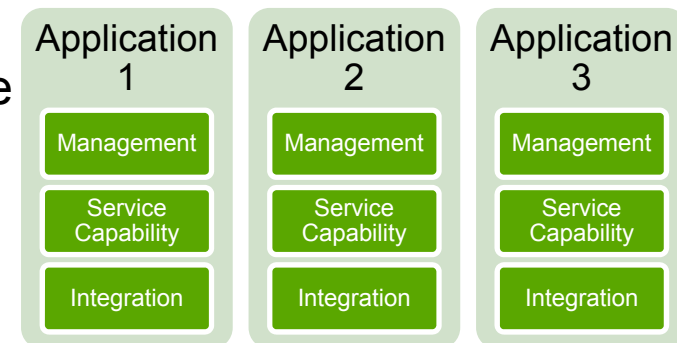 e
Application
1
Management
Service
Capability
Integration
Application
2
Management
Service
Capability
Integration
Application
3
Management
Service
Capability
Integration